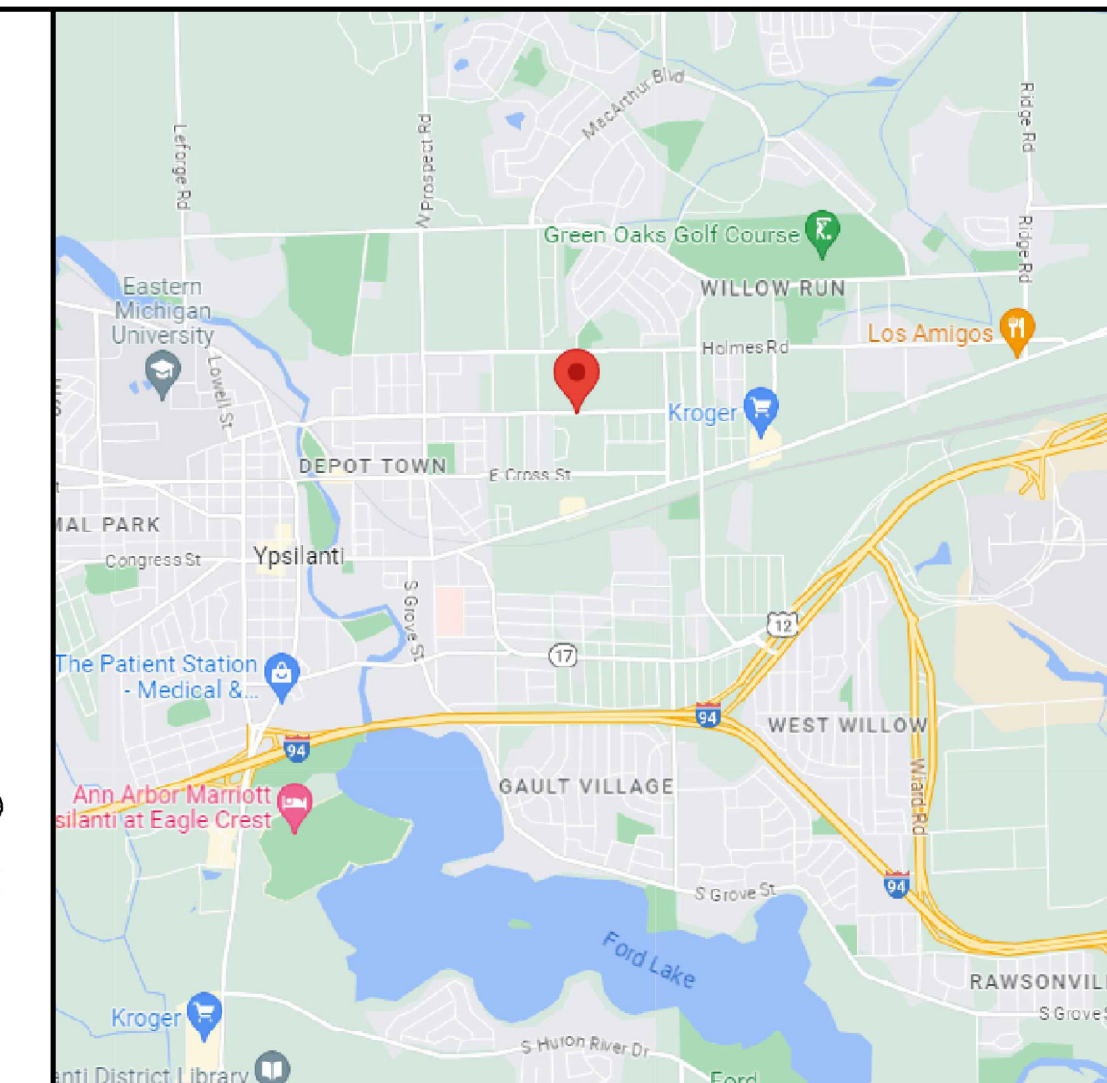 MacArthur Blvd
Ridge Rd
Leforge Rd
N Prospect Rd
Ridge Rd
Green Oaks Golf Course
WILLOW RUN
Eastern
Michigan
University
Los Amigos
Holmes Rd
Lowell St
Kroger
DEPOT TOWN
E Cross St
MAL PARK
Congress St
Ypsilanti
S Grove St
12
17
The Patient Station
- Medical &...
94
WEST WILLOW
94
GAULT VILLAGE
Ann Arbor Marriott
silanti at Eagle Crest
Wiard Rd
94
S Grove St
Ford Lake
RAWSONVIL
S Grove S
Kroger
S Huron River Dr
anti District Library
Ford